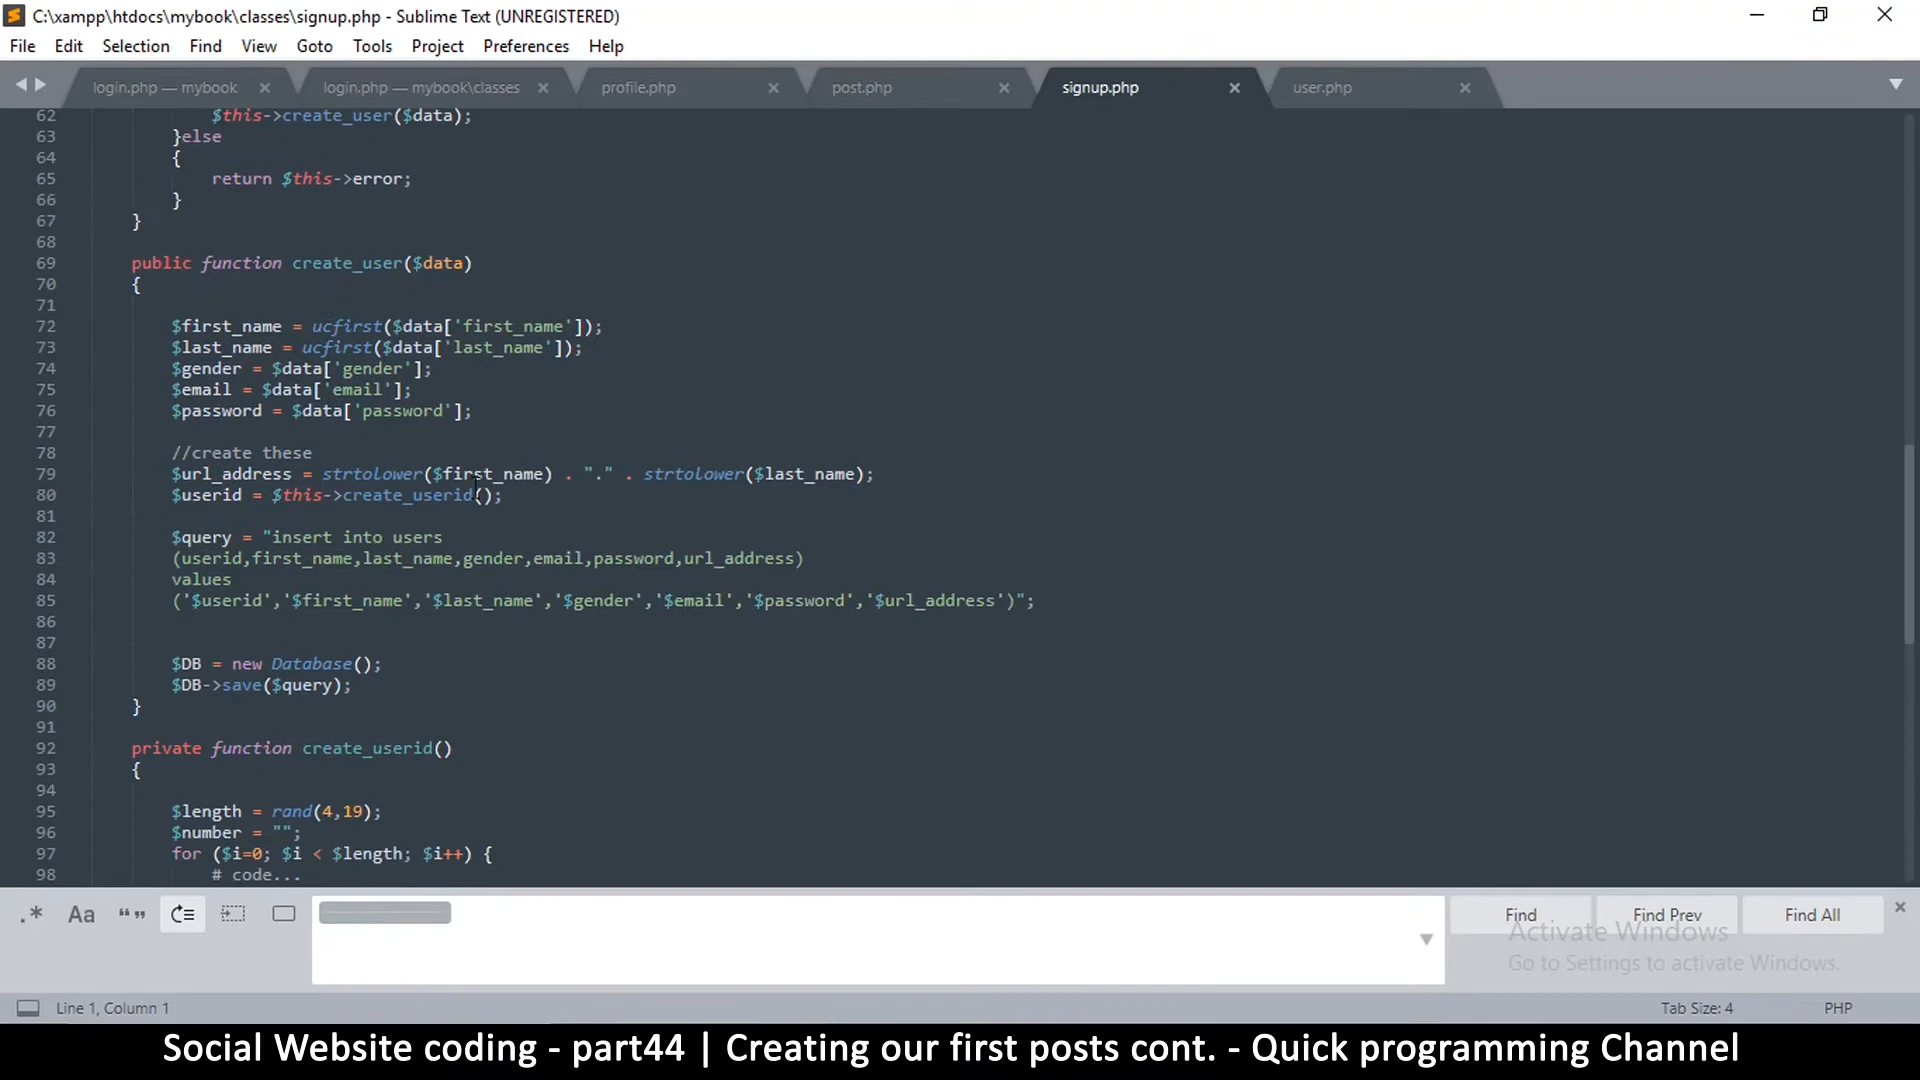 C:\xampp\htdocs\mybook\classes\signup.php - Sublime Text (UNREGISTERED)
File Edit Selection Find View Goto Tools Project Preferences Help
login.php — mybook login.php — mybook\classes profile.php post.php signup.php user.php
62 $this->create_user($data);
63 }else
64 {
65 return $this->error;
66 }
67 }
68
69 public function create_user($data)
70 {
71
72 $first_name = ucfirst($data['first_name']);
73 $last_name = ucfirst($data['last_name']);
74 $gender = $data['gender'];
75 $email = $data['email'];
76 $password = $data['password'];
77
78 //create these
79 $url_address = strtolower($first_name) . "." . strtolower($last_name);
80 $userid = $this->create_userid();
81
82 $query = "insert into users
83 (userid,first_name,last_name,gender,email,password,url_address)
84 values
85 ('$userid','$first_name','$last_name','$gender','$email','$password','$url_address')";
86
87
88 $DB = new Database();
89 $DB->save($query);
90 }
91
92 private function create_userid()
93 {
94
95 $length = rand(4,19);
96 $number = "";
97 for ($i=0; $i < $length; $i++) {
98 # code...
.* Aa “” Find Find Prev Find All
Activate Windows
Go to Settings to activate Windows.
Line 1, Column 1 Tab Size: 4 PHP
Social Website coding - part44 | Creating our first posts cont. - Quick programming Channel